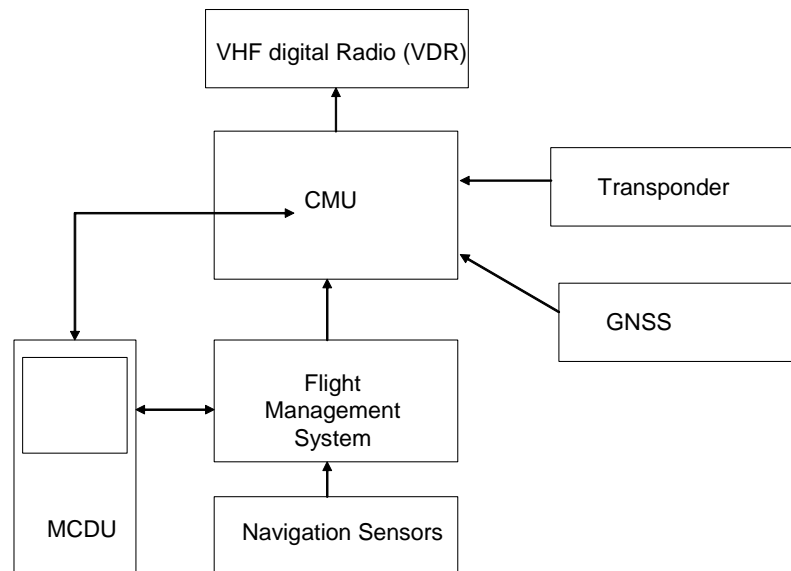 VHF digital Radio (VDR)
CMU
Transponder
GNSS
Flight
Management
System
MCDU
Navigation Sensors